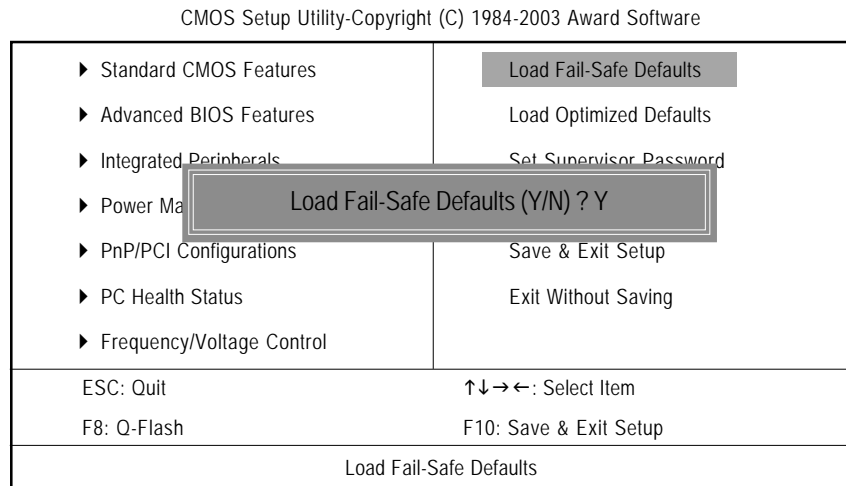 CMOS Setup Utility-Copyright (C) 1984-2003 Award Software
Standard CMOS Features
Load Fail-Safe Defaults
Advanced BIOS Features
Load Optimized Defaults
Integrated Peripherals
Set Supervisor Password
Power Ma
Load Fail-Safe Defaults (Y/N) ? Y
PnP/PCI Configurations
Save & Exit Setup
PC Health Status
Exit Without Saving
Frequency/Voltage Control
ESC: Quit
↑↓→←: Select Item
F8: Q-Flash
F10: Save & Exit Setup
Load Fail-Safe Defaults